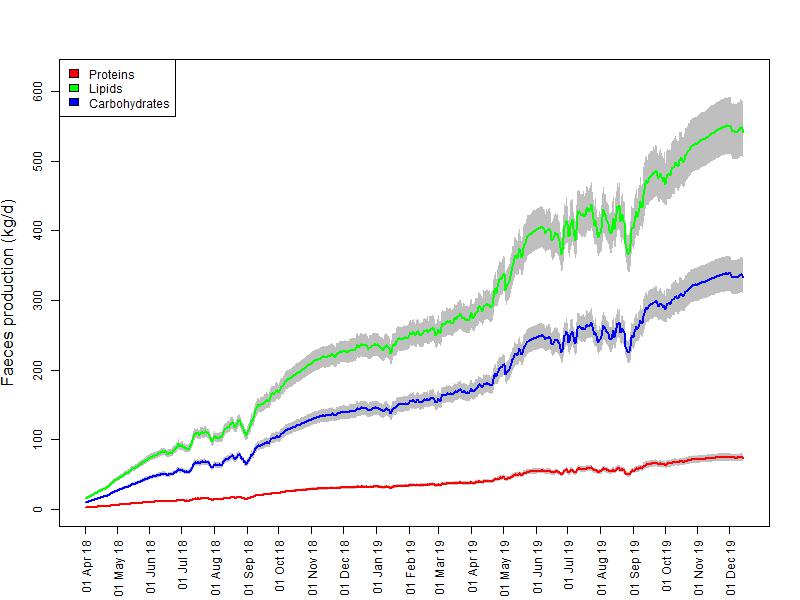 Proteins
Lipids
Carbohydrates
Faeces production (kg/d)
600
500
400
300
200
100
0
01 Apr 18
01 May 18
01 Jun 18
01 Jul 18
01 Aug 18
01 Sep 18
01 Oct 18
01 Nov 18
01 Dec 18
01 Jan 19
01 Feb 19
01 Mar 19
01 Apr 19
01 May 19
01 Jun 19
01 Jul 19
01 Aug 19
01 Sep 19
01 Oct 19
01 Nov 19
01 Dec 19